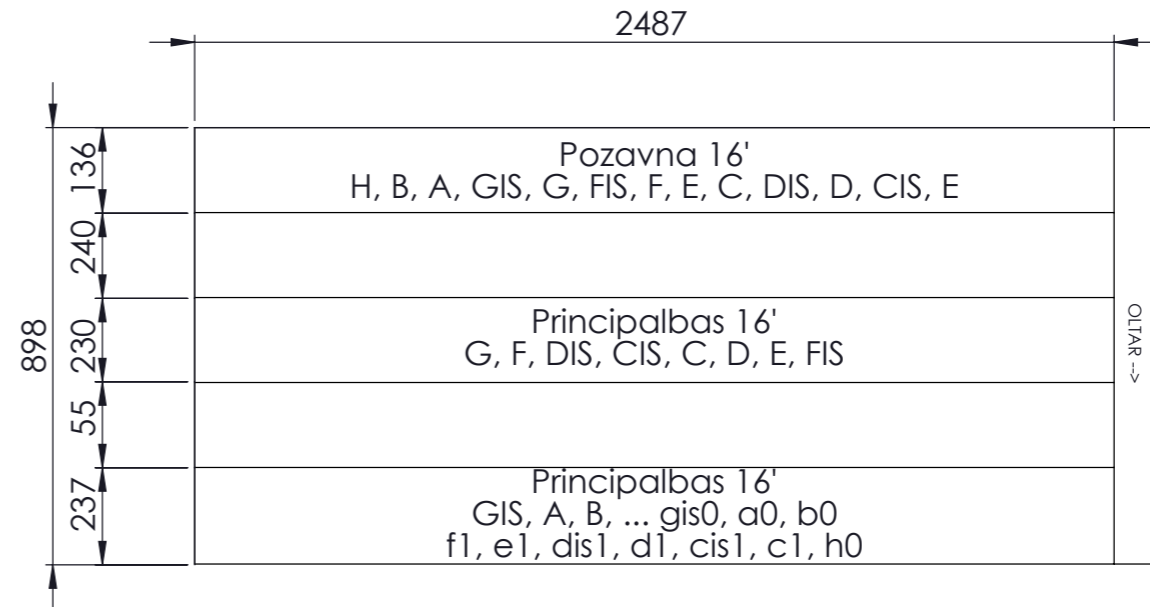 2487
136
Pozavna 16'
H, B, A, GIS, G, FIS, F, E, C, DIS, D, CIS, E
240
898
230
Principalbas 16'
G, F, DIS, CIS, C, D, E, FIS
OLTAR -->
55
237
Principalbas 16'
GIS, A, B, ... gis0, a0, b0
f1, e1, dis1, d1, cis1, c1, h0